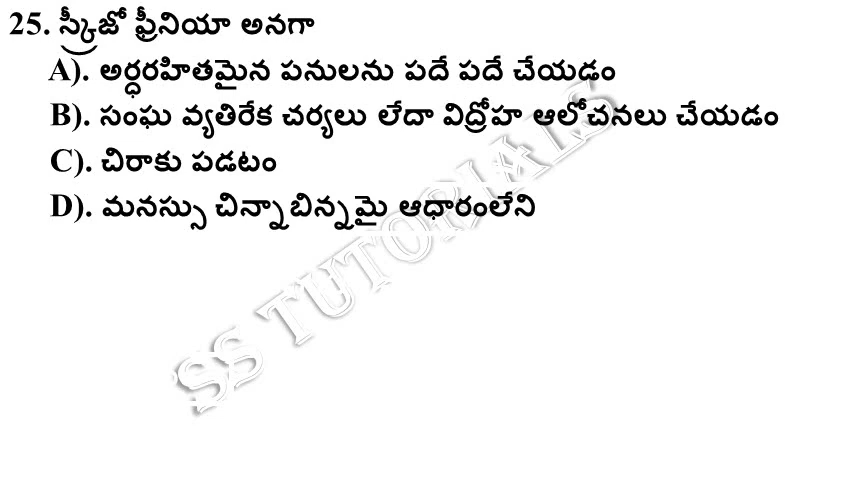 25. స్కీజో ఫ్రీనియా అనగా
A). అర్ధరహితమైన పనులను పదే పదే చేయడం
B). సంఘ వ్యతిరేక చర్యలు లేదా విద్రోహ ఆలోచనలు చేయడం
C). చిరాకు పడటం
D). మనస్సు చిన్నాబిన్నమై ఆధారంలేని
SS TUTORIALS